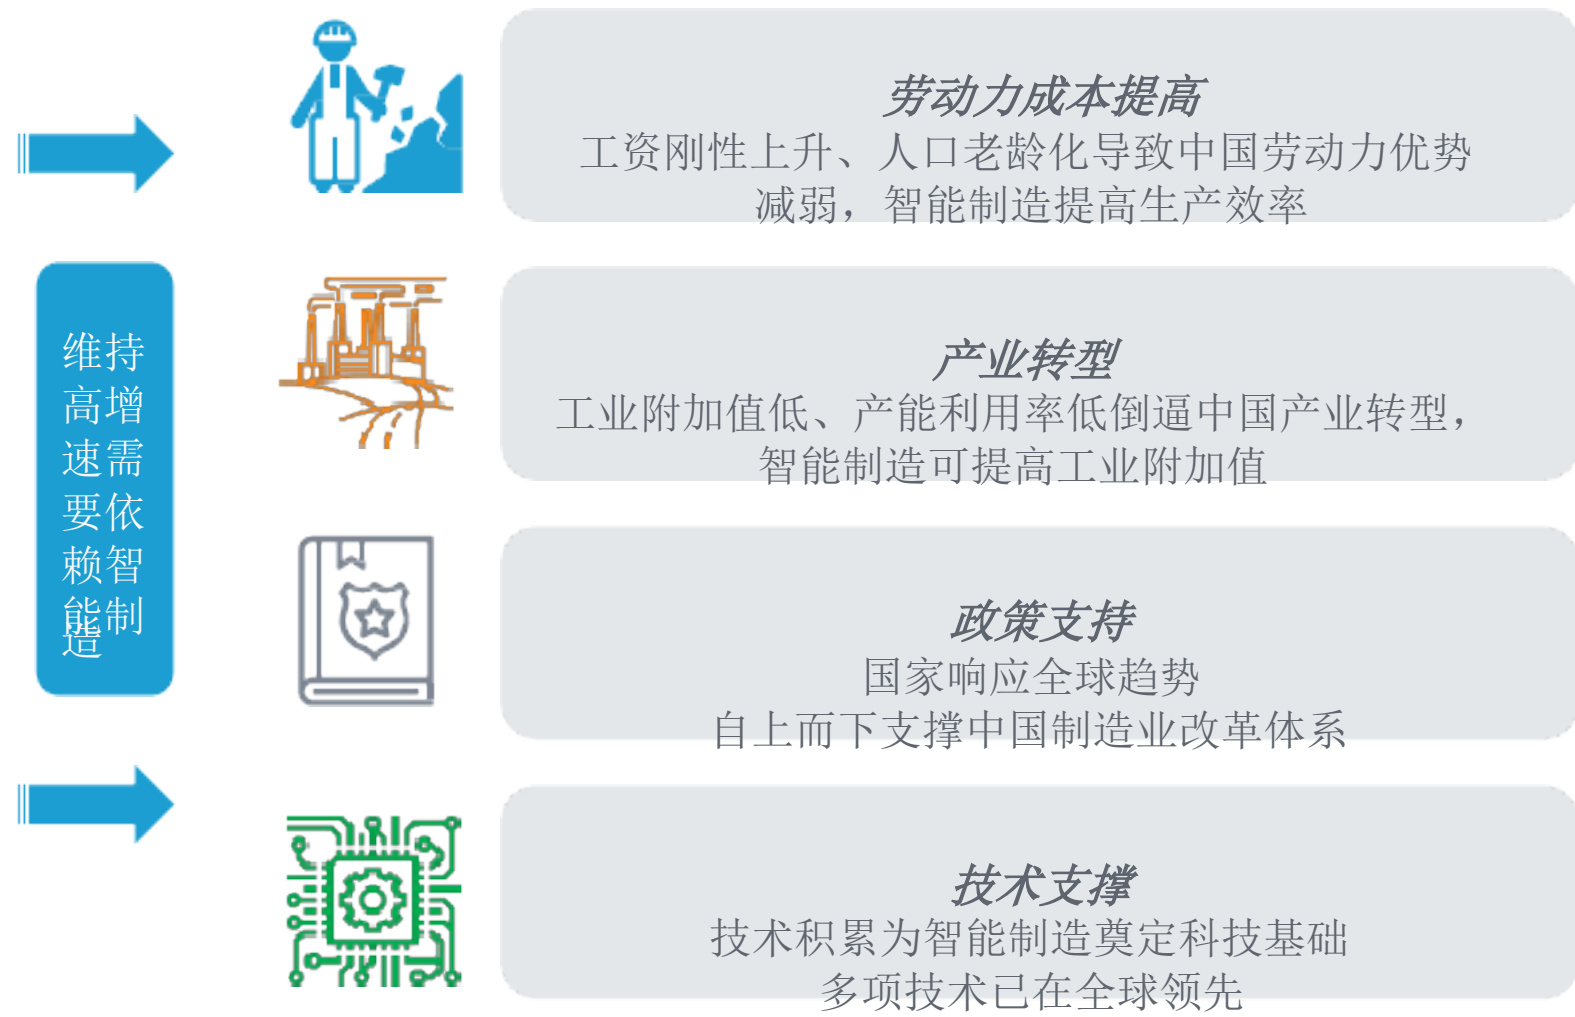 维持
高增
速需
要依
赖智
能制
造
劳动力成本提高
工资刚性上升、人口老龄化导致中国劳动力优势
减弱，智能制造提高生产效率
产业转型
工业附加值低、产能利用率低倒逼中国产业转型，
智能制造可提高工业附加值
政策支持
国家响应全球趋势
自上而下支撑中国制造业改革体系
技术支撑
技术积累为智能制造奠定科技基础
多项技术已在全球领先